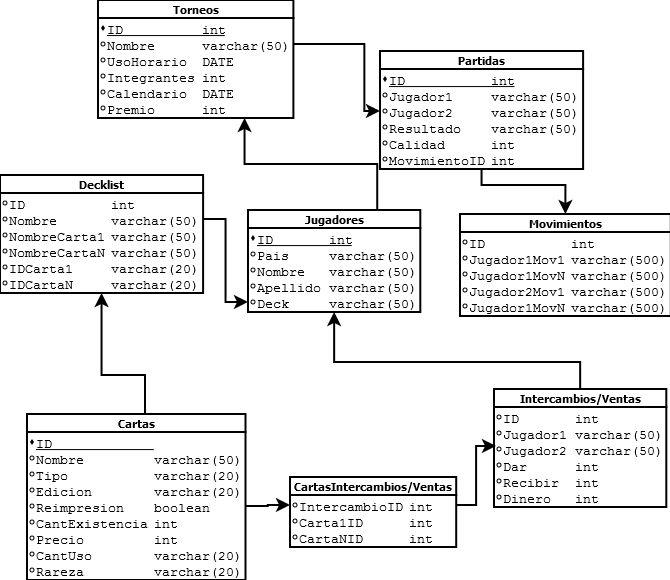 Torneos
ID int
Nombre varchar(50)
UsoHorario DATE
Integrantes int
Calendario DATE
Premio int
Partidas
ID int
Jugador1 varchar(50)
Jugador2 varchar(50)
Resultado varchar(50)
Calidad int
MovimientoID int
Decklist
ID int
Nombre varchar(50)
NombreCarta1 varchar(50)
NombreCartaN varchar(50)
IDCarta1 varchar(20)
IDCartaN varchar(20)
Jugadores
ID int
Pais varchar(50)
Nombre varchar(50)
Apellido varchar(50)
Deck varchar(50)
Movimientos
ID int
Jugador1Mov1 varchar(500)
Jugador1MovN varchar(500)
Jugador2Mov1 varchar(500)
Jugador1MovN varchar(500)
Cartas
ID
Nombre varchar(50)
Tipo varchar(20)
Edicion varchar(20)
Reimpresion boolean
CantExistencia int
Precio int
CantUso varchar(20)
Rareza varchar(20)
CartasIntercambios/Ventas
IntercambioID int
Carta1ID int
CartaNID int
Intercambios/Ventas
ID int
Jugador1 varchar(50)
Jugador2 varchar(50)
Dar int
Recibir int
Dinero int